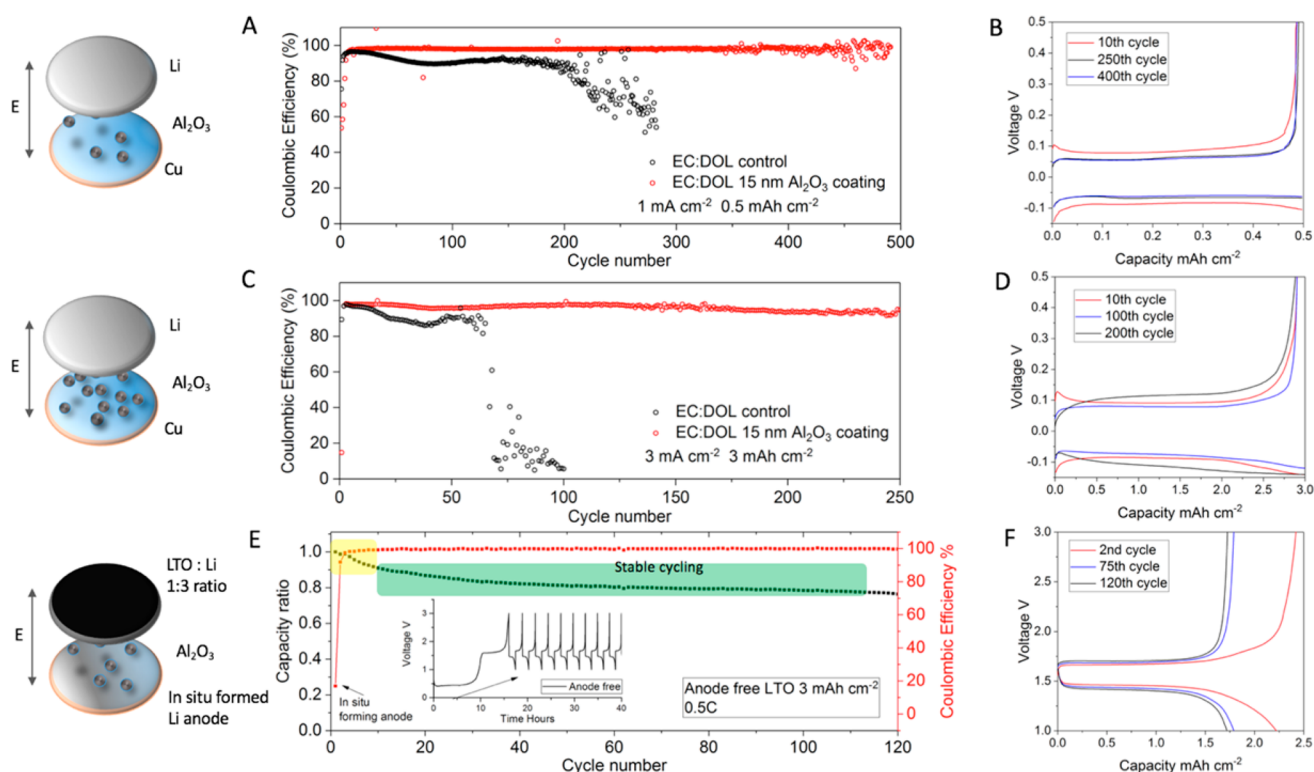 A
E
Li
Al2O3
Cu
Coulombic Efficiency (%)
100
80
60
40
20
0
EC:DOL control
EC:DOL 15 nm Al2O3 coating
1 mA cm-2 0.5 mAh cm-2
0 100 200 300 400 500
Cycle number
B
Voltage V
0.5
0.4
0.3
0.2
0.1
0.0
-0.1
10th cycle
250th cycle
400th cycle
0.0 0.1 0.2 0.3 0.4 0.5
Capacity mAh cm-2
C
E
Li
Al2O3
Cu
Coulombic Efficiency (%)
100
80
60
40
20
0
EC:DOL control
EC:DOL 15 nm Al2O3 coating
3 mA cm-2 3 mAh cm-2
0 50 100 150 200 250
Cycle number
D
Voltage V
0.5
0.4
0.3
0.2
0.1
0.0
-0.1
10th cycle
100th cycle
200th cycle
0.0 0.5 1.0 1.5 2.0 2.5 3.0
Capacity mAh cm-2
E
LTO : Li
1:3 ratio
E
Al2O3
In situ formed
Li anode
Capacity ratio
1.0
0.8
0.6
0.4
0.2
0.0
Stable cycling
Voltage V
3
2
1
0
Anode free
0 10 20 30 40
Time Hours
In situ
forming anode
Anode free LTO 3 mAh cm-2
0.5C
100
80
60
40
20
0
Coulombic Efficiency %
0 20 40 60 80 100 120
Cycle number
F
Voltage V
3.0
2.5
2.0
1.5
1.0
2nd cycle
75th cycle
120th cycle
0.0 0.5 1.0 1.5 2.0 2.5
Capacity mAh cm-2